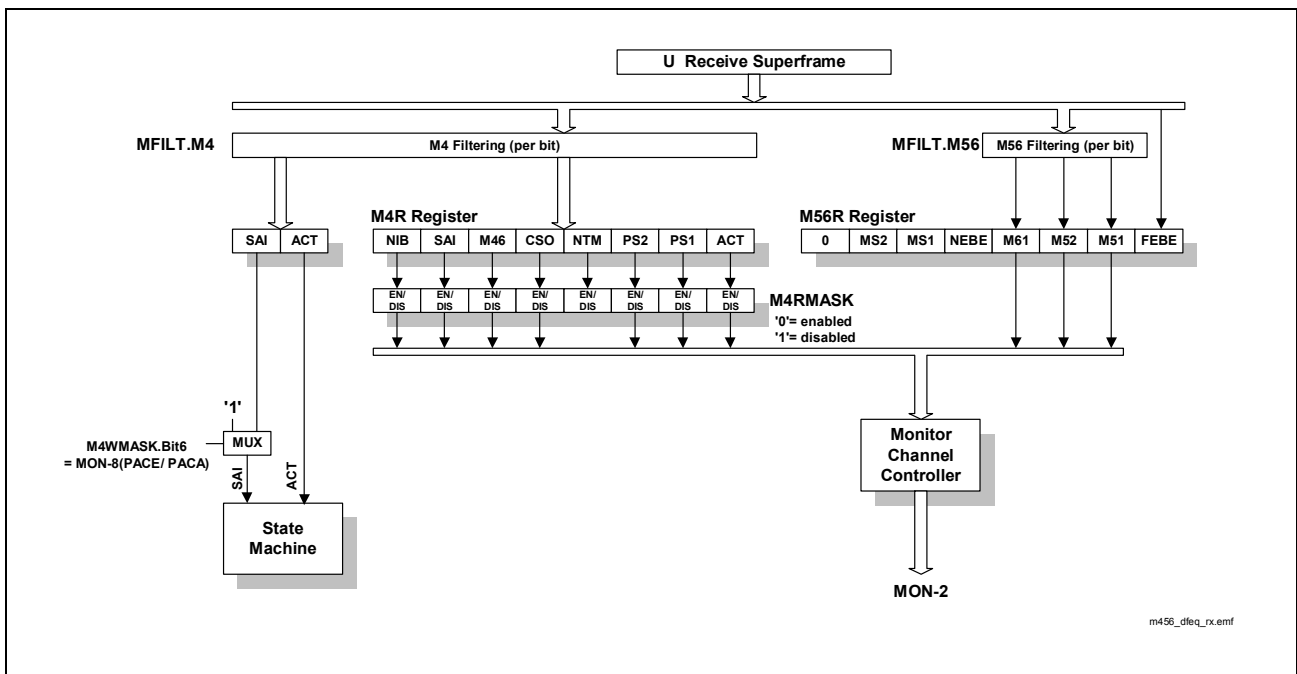 U Receive Superframe
MFILT.M4
M4 Filtering (per bit)
MFILT.M56
M56 Filtering (per bit)
M4R Register
M56R Register
SAI ACT
NIB SAI M46 CSO NTM PS2 PS1 ACT
0 MS2 MS1 NEBE M61 M52 M51 FEBE
EN/ EN/ EN/ EN/ EN/ EN/ EN/ EN/
DIS DIS DIS DIS DIS DIS DIS DIS
M4RMASK
'0'= enabled
'1'= disabled
'1'
MUX
M4WMASK.Bit6
= MON-8(PACE/ PACA)
SAI
ACT
State
Machine
Monitor
Channel
Controller
MON-2
m456_dfeq_rx.emf